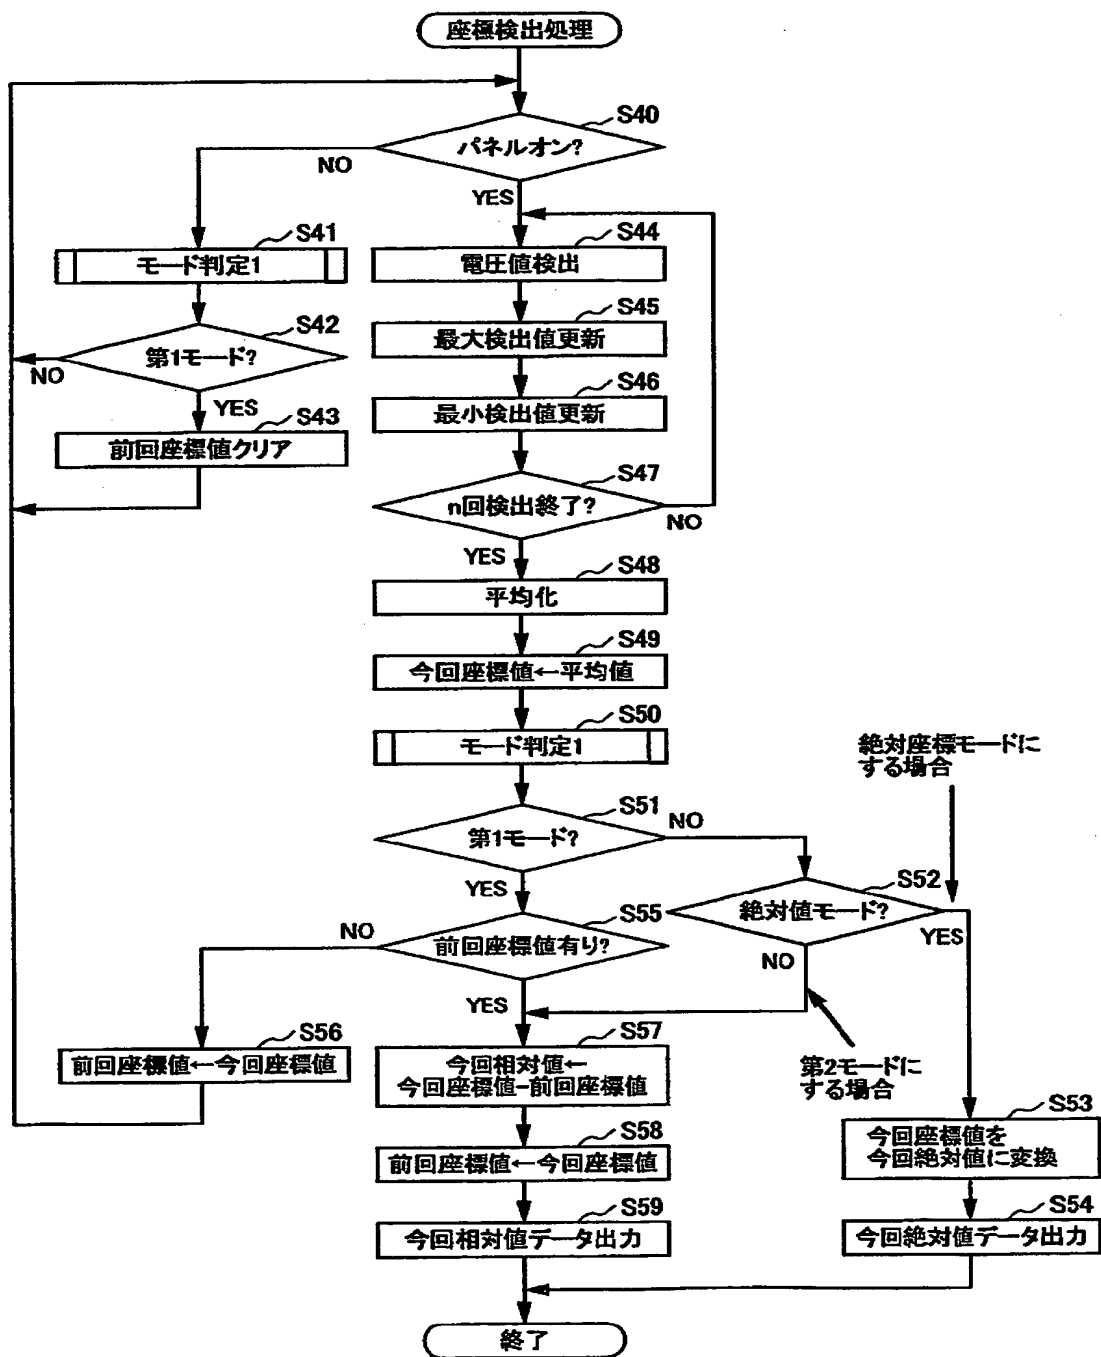 座標検出処理
S40
パネルオン?
NO
YES
S41
モード判定1
S42
第1モード?
NO
YES
S43
前回座標値クリア
S44
電圧値検出
S45
最大検出値更新
S46
最小検出値更新
S47
n回検出終了?
NO
YES
S48
平均化
S49
今回座標値←平均値
S50
モード判定1
S51
第1モード?
NO
YES
絶対座標モードに
する場合
S52
絶対値モード?
YES
NO
S55
前回座標値有り?
NO
YES
S56
前回座標値←今回座標値
S57
今回相対値←
今回座標値-前回座標値
第2モードに
する場合
S53
今回座標値を
今回絶対値に変換
S58
前回座標値←今回座標値
S59
今回相対値データ出力
S54
今回絶対値データ出力
終了